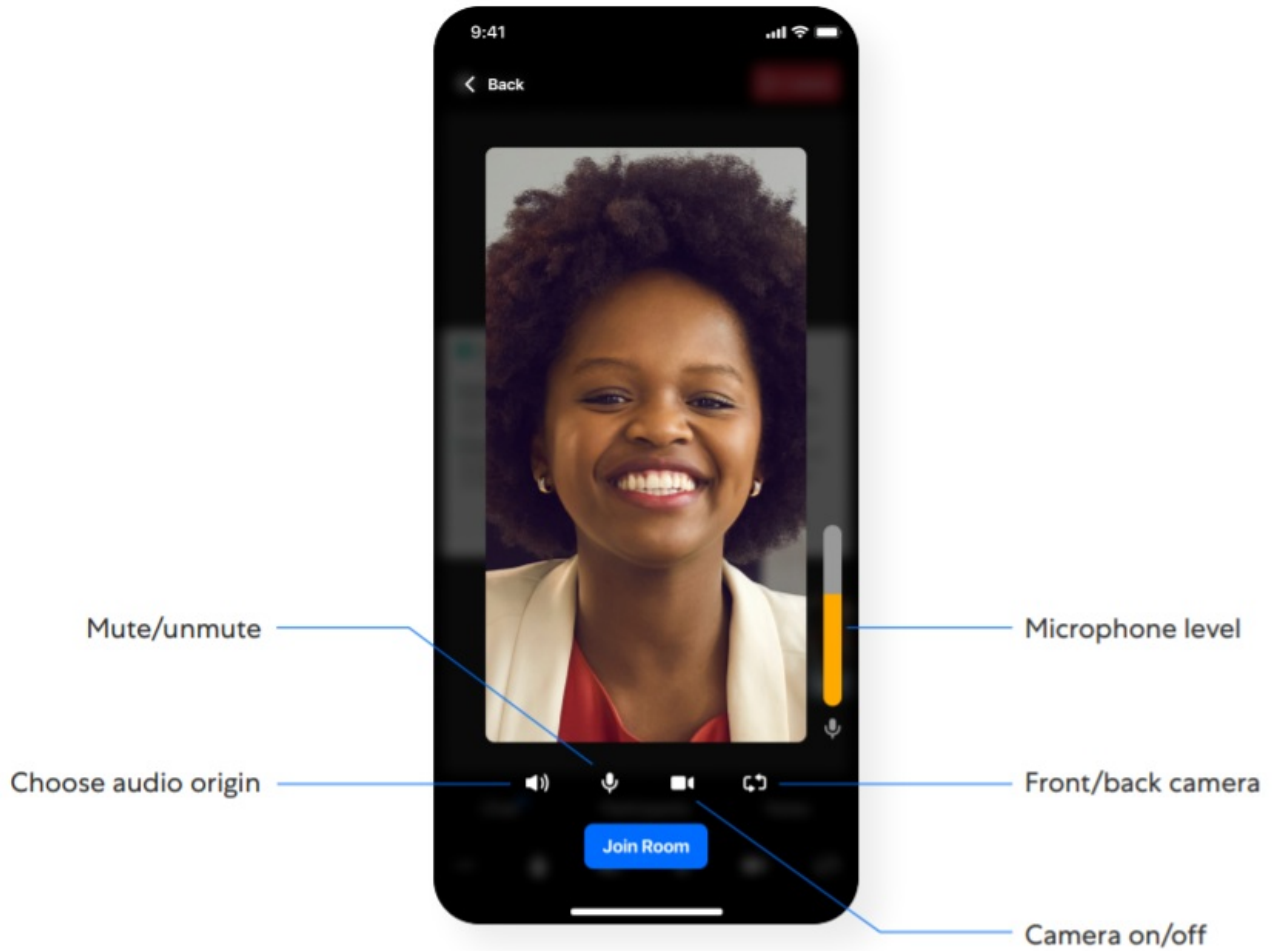 9:41
Back
Mute/unmute
Microphone level
Choose audio origin
Front/back camera
Join Room
Camera on/off